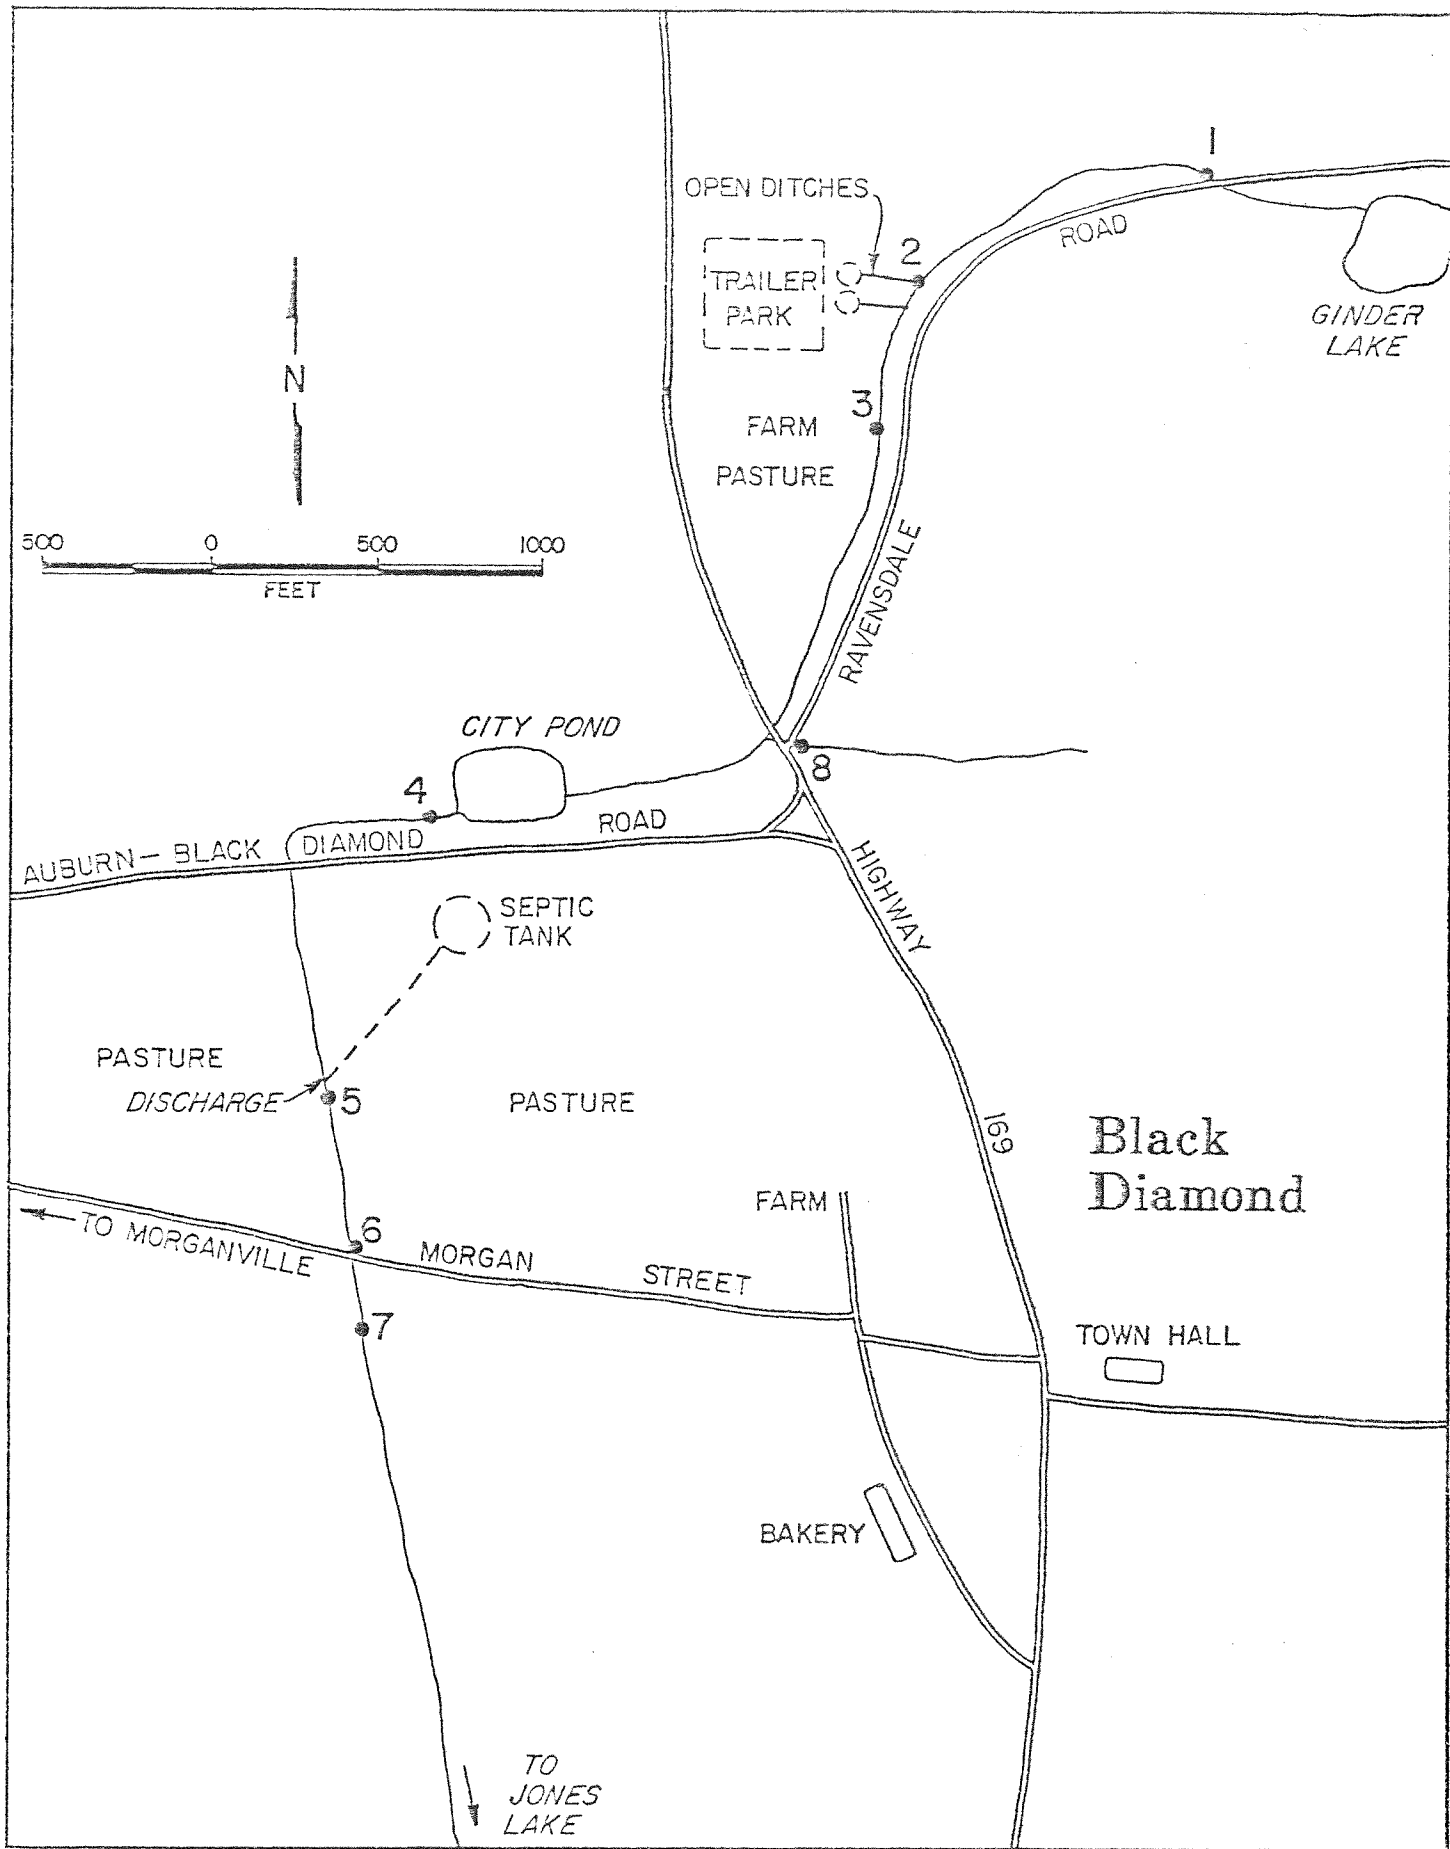 1
OPEN DITCHES
ROAD
2
TRAILER
PARK
GINDER
LAKE
N
3
FARM
PASTURE
500 0 500 1000
FEET
RAVENSDALE
CITY POND
8
4
AUBURN - BLACK DIAMOND ROAD
HIGHWAY
SEPTIC
TANK
PASTURE
DISCHARGE
5
PASTURE
169
Black
Diamond
FARM
TO MORGANVILLE
6
MORGAN STREET
7
TOWN HALL
BAKERY
TO
JONES
LAKE